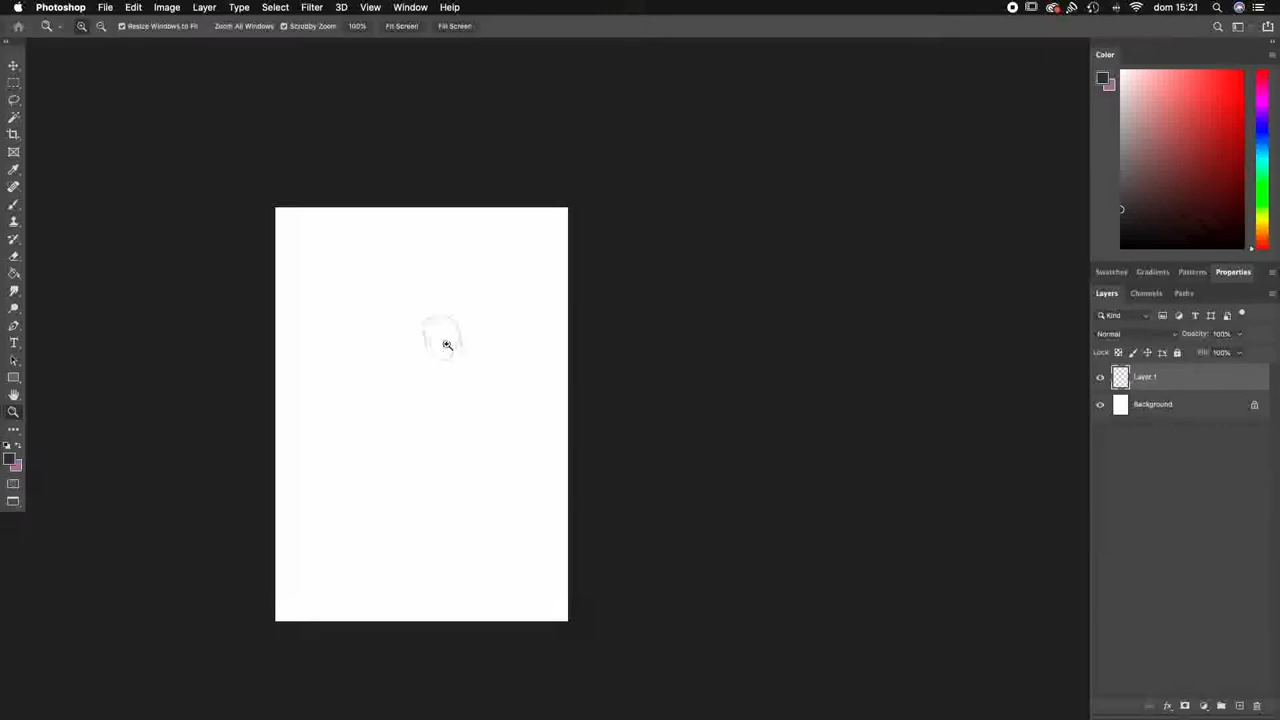 Photoshop File Edit Image Layer Type Select Filter 3D View Window Help dom 15:21
Resize Windows to Fit Zoom All Windows Scrubby Zoom 100% Fit Screen Fit Screen
Color
Swatches Gradients Patterns Properties
Layers Channels Paths
Kind
Normal Opacity: 100%
Lock: Fill: 100%
Layer 1
Background